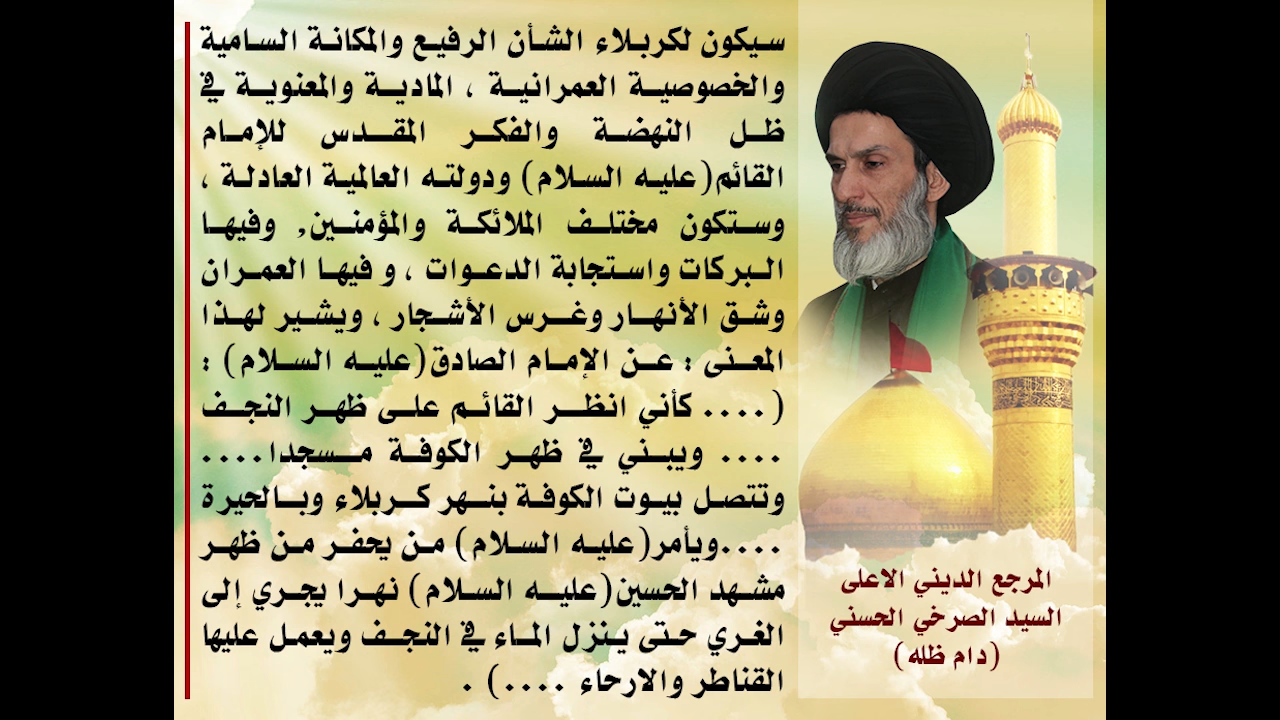 سيكون لكربلاء الشأن الرفيع والمكانة السامية
والخصوصية العمرانية ، المادية والمعنوية في
ظل النهضة والفكر المقدس للإمام
القائم(عليه السلام) ودولته العالمية العادلة ،
وستكون مختلف الملائكة والمؤمنين, وفيها
البركات واستجابة الدعوات ، و فيها العمران
وشق الأنهار وغرس الأشجار ، ويشير لهذا
المعنى : عن الإمام الصادق(عليه السلام) :
(.... كأني انظر القائم على ظهر النجف
.... ويبني في ظهر الكوفة مسجدا....
وتتصل بيوت الكوفة بنهر كربلاء وبالحيرة
....ويأمر(عليه السلام) من يحفر من ظهر
مشهد الحسين(عليه السلام) نهرا يجري إلى
الغري حتى ينزل الماء في النجف ويعمل عليها
القناطر والارحاء ....) .
المرجع الديني الاعلى
السيد الصرخي الحسني
(دام ظله)